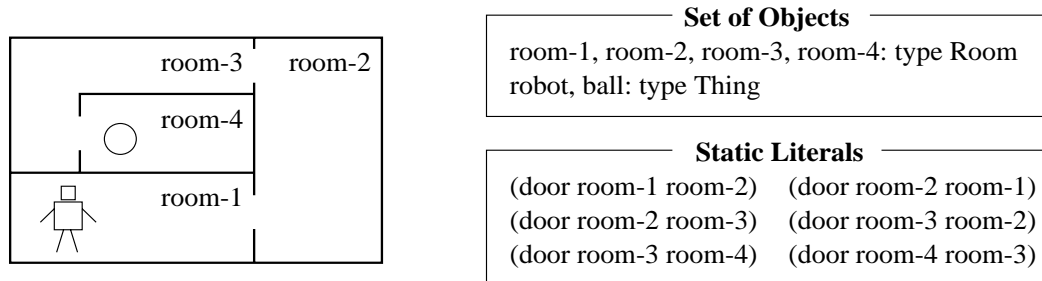 room-3 room-2
room-4
room-1
Set of Objects
room-1, room-2, room-3, room-4: type Room
robot, ball: type Thing
Static Literals
(door room-1 room-2) (door room-2 room-1)
(door room-2 room-3) (door room-3 room-2)
(door room-3 room-4) (door room-4 room-3)